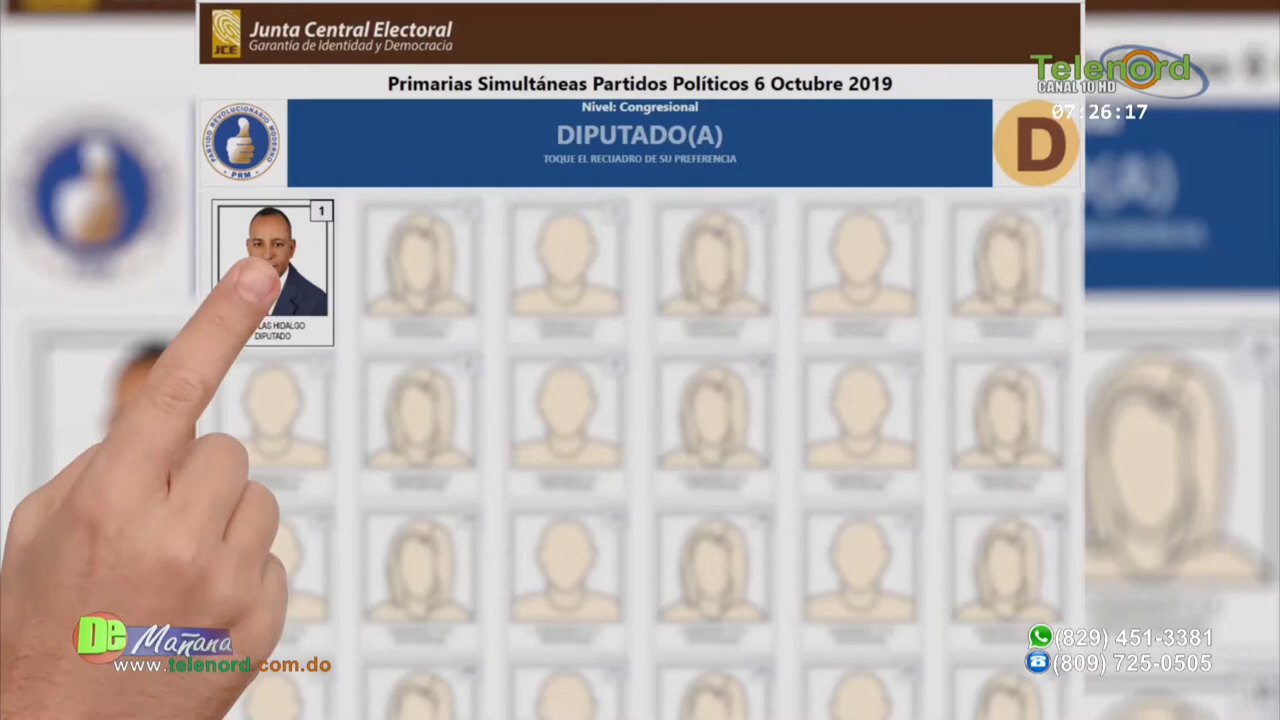 JCE
Junta Central Electoral
Garantía de Identidad y Democracia
Primarias Simultáneas Partidos Políticos 6 Octubre 2019
Nivel: Congresional
DIPUTADO(A)
TOQUE EL RECUADRO DE SU PREFERENCIA
PARTIDO REVOLUCIONARIO MODERNO
PRM
D
Telenord
CANAL 10 HD
07:26:17
1
LAS HIDALGO
DIPUTADO
De Mañana
www.telenord.com.do
(829) 451-3381
(809) 725-0505